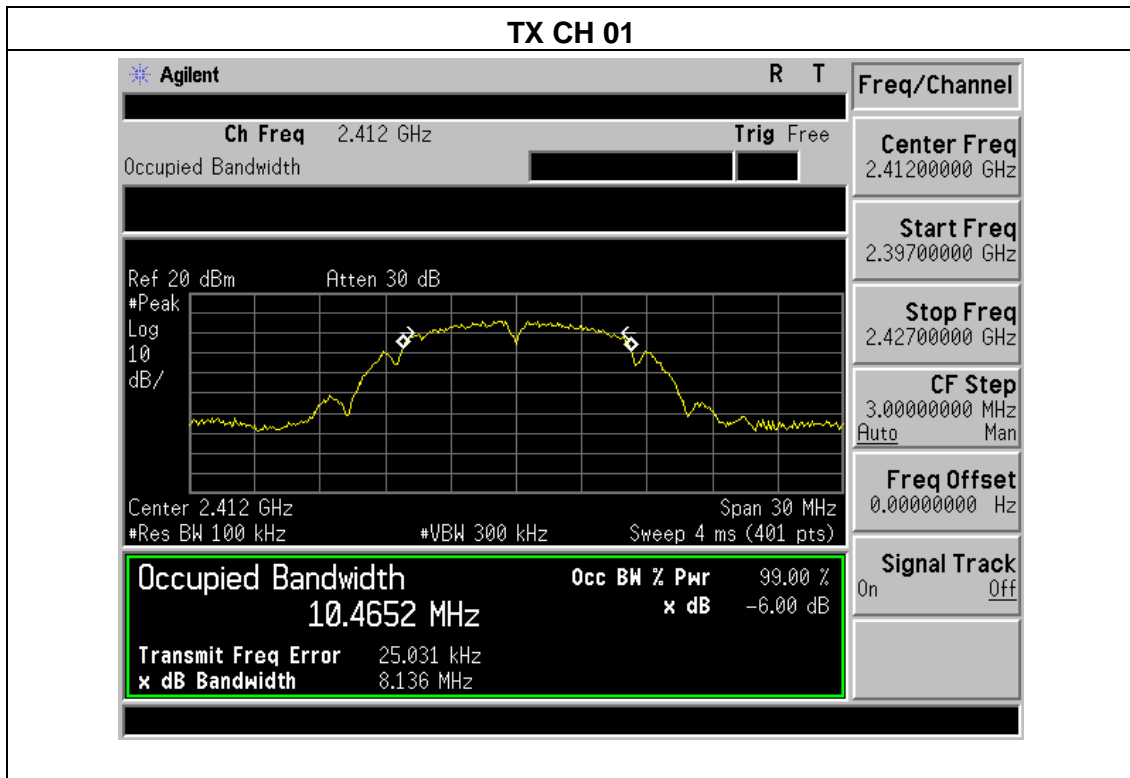 TX CH 01
Agilent R T
Freq/Channel
Ch Freq 2.412 GHz Trig Free
Occupied Bandwidth
Center Freq
2.41200000 GHz
Start Freq
2.39700000 GHz
Stop Freq
2.42700000 GHz
CF Step
3.00000000 MHz
Auto Man
Freq Offset
0.00000000 Hz
Signal Track
On Off
Ref 20 dBm Atten 30 dB
#Peak
Log
10
dB/
Center 2.412 GHz Span 30 MHz
#Res BW 100 kHz #VBW 300 kHz Sweep 4 ms (401 pts)
Occupied Bandwidth Occ BW % Pwr 99.00 %
10.4652 MHz x dB -6.00 dB
Transmit Freq Error 25.031 kHz
x dB Bandwidth 8.136 MHz